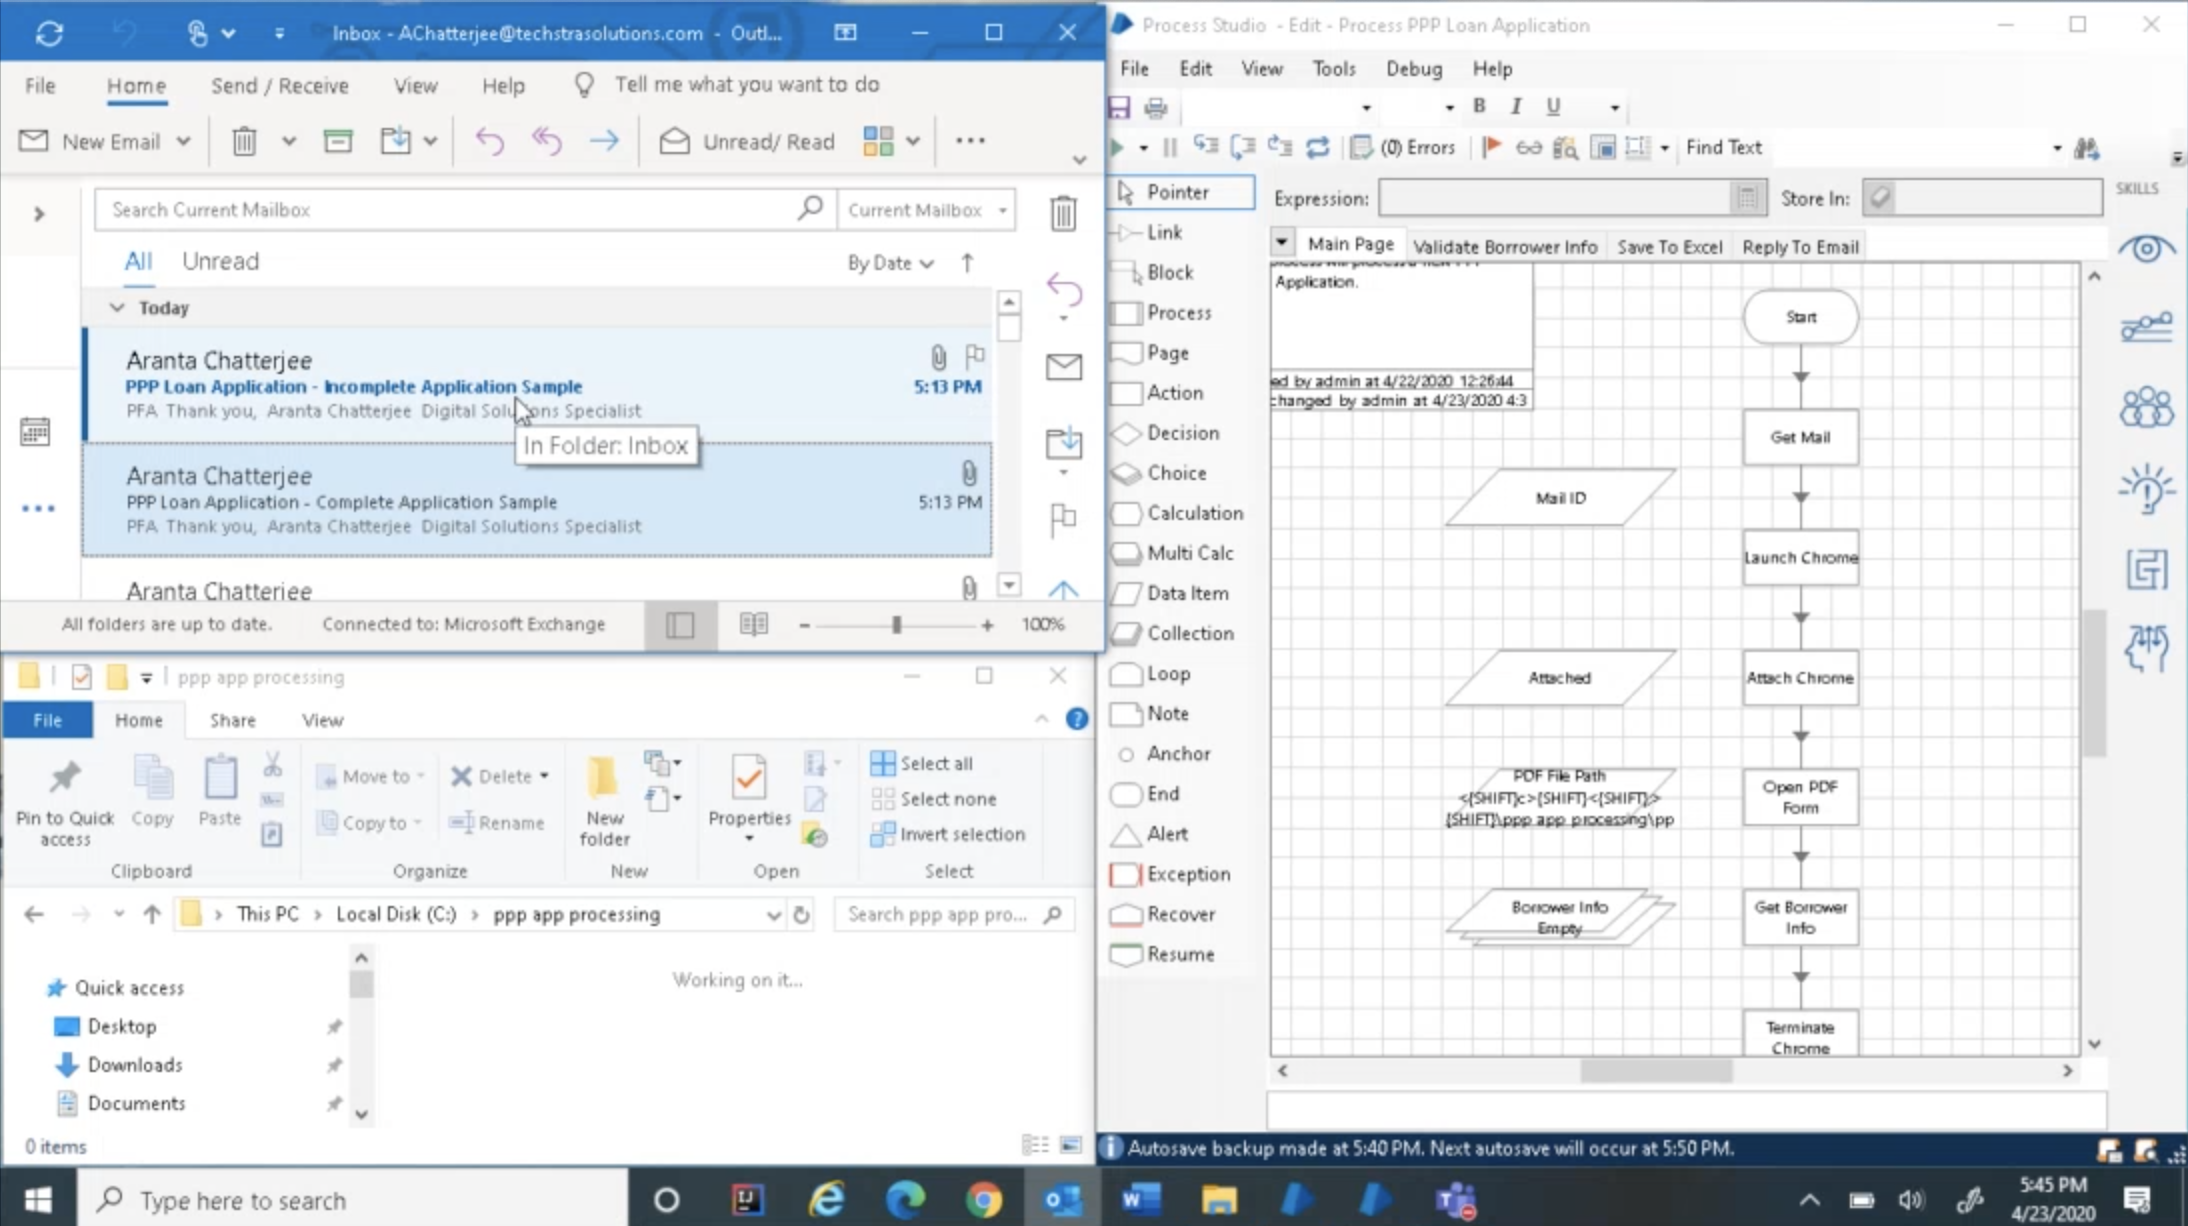 Inbox - AChatterjee@techstrasolutions.com - Outl...
File Home Send / Receive View Help Tell me what you want to do
New Email Unread/ Read ...
Search Current Mailbox Current Mailbox
All Unread By Date
Today
Aranta Chatterjee
PPP Loan Application - Incomplete Application Sample 5:13 PM
PFA Thank you, Aranta Chatterjee Digital Solutions Specialist
In Folder: Inbox
Aranta Chatterjee
PPP Loan Application - Complete Application Sample 5:13 PM
PFA Thank you, Aranta Chatterjee Digital Solutions Specialist
Aranta Chatterjee
All folders are up to date. Connected to: Microsoft Exchange 100%
ppp app processing
File Home Share View
Pin to Quick access
Copy
Paste
Move to
Copy to
Delete
Rename
New folder
Properties
Select all
Select none
Invert selection
Clipboard Organize New Open Select
This PC > Local Disk (C:) > ppp app processing
Search ppp app pro...
Quick access
Desktop
Downloads
Documents
Working on it...
0 items
Process Studio - Edit - Process PPP Loan Application
File Edit View Tools Debug Help
B I U
(0) Errors Find Text
Pointer
Link
Block
Process
Page
Action
Decision
Choice
Calculation
Multi Calc
Data Item
Collection
Loop
Note
Anchor
End
Alert
Exception
Recover
Resume
Expression: Store In:
SKILLS
Main Page Validate Borrower Info Save To Excel Reply To Email
Application.
ed by admin at 4/22/2020 12:26:44
changed by admin at 4/23/2020 4:3
Start
Get Mail
Mail ID
Launch Chrome
Attached
Attach Chrome
PDF File Path
<{SHIFT}c>{SHIFT}<{SHIFT};>
{SHIFT}\ppp app processing\pp
Open PDF
Form
Borrower Info
Empty
Get Borrower
Info
Terminate
Chrome
Autosave backup made at 5:40 PM. Next autosave will occur at 5:50 PM.
Type here to search
5:45 PM
4/23/2020